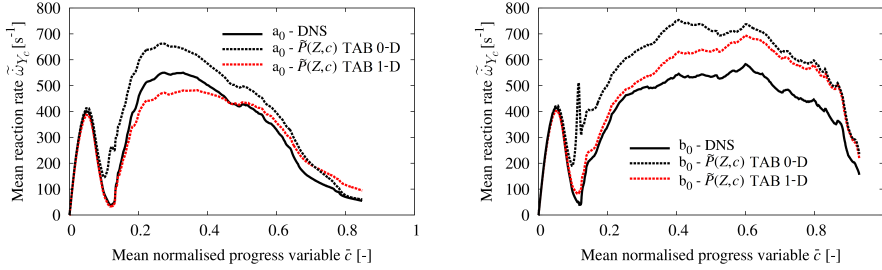 Mean reaction rate ω̇̃_Y_c [s⁻¹]
800
700
600
500
400
300
200
100
0
a₀ - DNS
a₀ - P̃(Z,c) TAB 0-D
a₀ - P̃(Z,c) TAB 1-D
0 0.2 0.4 0.6 0.8 1
Mean normalised progress variable c̄ [-]
Mean reaction rate ω̇̃_Y_c [s⁻¹]
800
700
600
500
400
300
200
100
0
b₀ - DNS
b₀ - P̃(Z,c) TAB 0-D
b₀ - P̃(Z,c) TAB 1-D
0 0.2 0.4 0.6 0.8
Mean normalised progress variable c̄ [-]